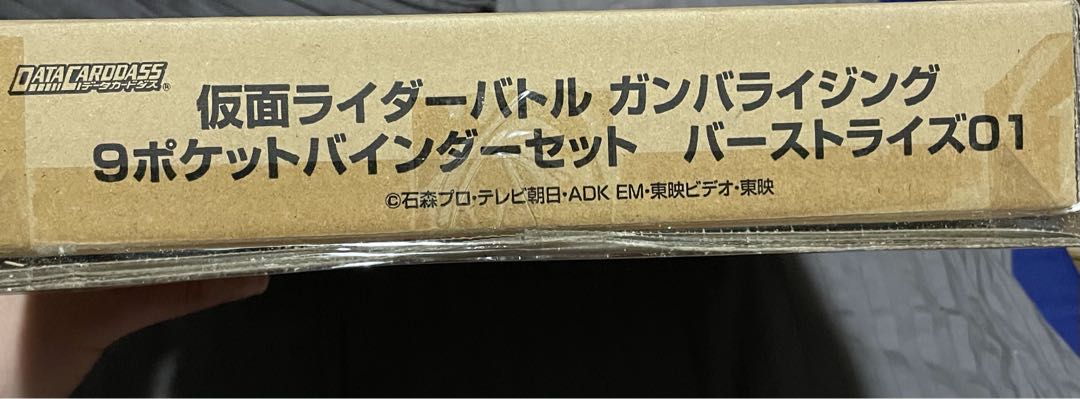 DATA CARDDASS
データカードダス
仮面ライダーバトル ガンバライジング
9ポケットバインダーセット バーストライズ01
©石森プロ・テレビ朝日・ADK EM・東映ビデオ・東映